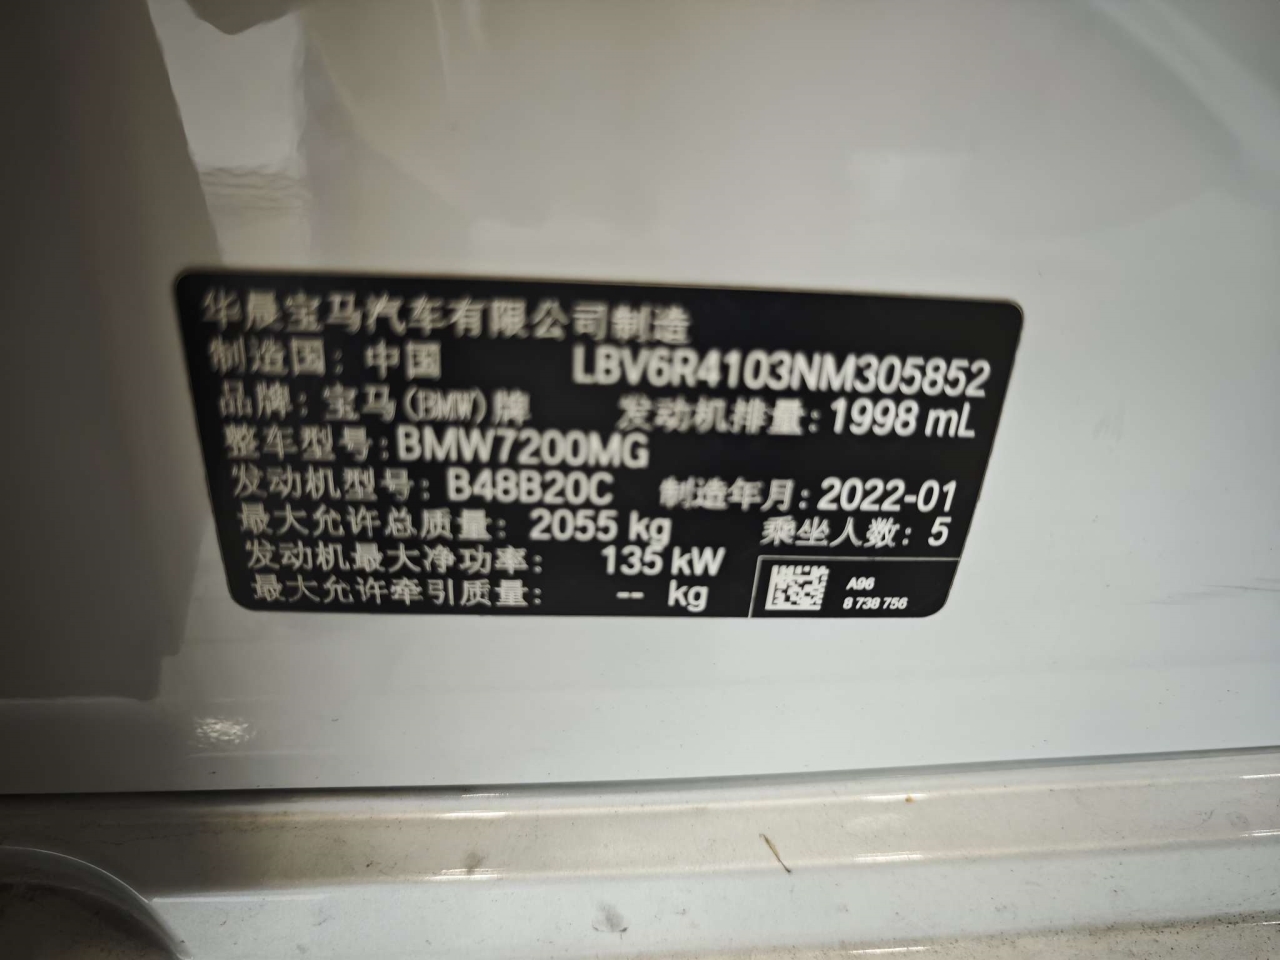 华晨宝马汽车有限公司制造
制造国：中国 LBV6R4103NM305852
品牌：宝马(BMW)牌 发动机排量：1998 mL
整车型号：BMW7200MG
发动机型号：B48B20C 制造年月：2022-01
最大允许总质量：2055 kg 乘坐人数：5
发动机最大净功率：135 kW
最大允许牵引质量：-- kg
A96
8 738 756